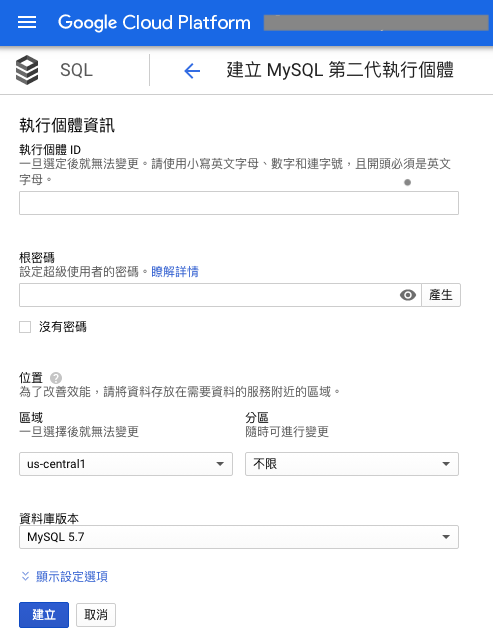 Google Cloud Platform
SQL
建立 MySQL 第二代執行個體
執行個體資訊
執行個體 ID
一旦選定後就無法變更。請使用小寫英文字母、數字和連字號，且開頭必須是英文
字母。
根密碼
設定超級使用者的密碼。瞭解詳情
產生
沒有密碼
位置 ?
為了改善效能，請將資料存放在需要資料的服務附近的區域。
區域
一旦選擇後就無法變更
分區
隨時可進行變更
us-central1
不限
資料庫版本
MySQL 5.7
顯示設定選項
建立
取消